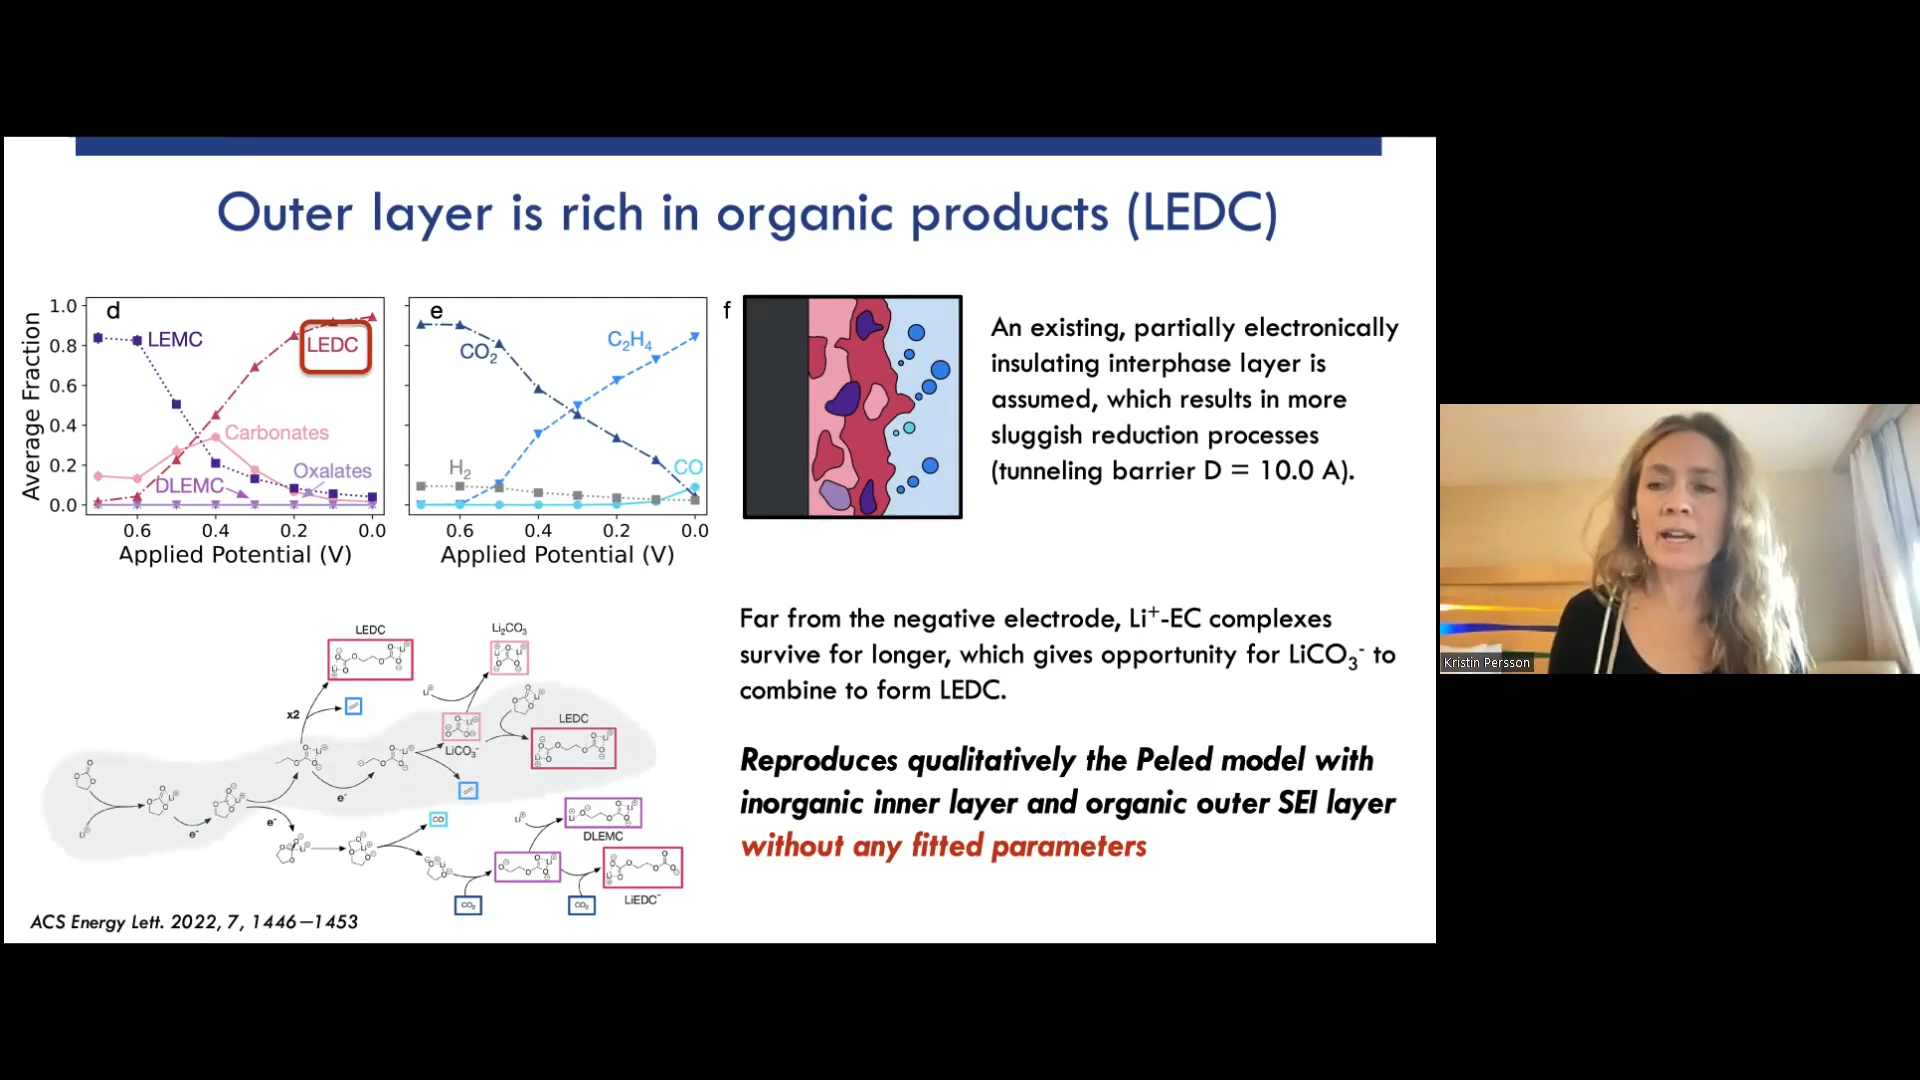 Outer layer is rich in organic products (LEDC)
Average Fraction
1.0
0.8
0.6
0.4
0.2
0.0
d
LEMC
LEDC
Carbonates
Oxalates
DLEMC
0.6 0.4 0.2 0.0
Applied Potential (V)
e
CO₂
C₂H₄
H₂
CO
0.6 0.4 0.2 0.0
Applied Potential (V)
f
An existing, partially electronically
insulating interphase layer is
assumed, which results in more
sluggish reduction processes
(tunneling barrier D = 10.0 A).
Far from the negative electrode, Li⁺-EC complexes
survive for longer, which gives opportunity for LiCO₃⁻ to
combine to form LEDC.
Reproduces qualitatively the Peled model with
inorganic inner layer and organic outer SEI layer
without any fitted parameters
LEDC
Li₂CO₃
Li⁺
x2
LEDC
LiCO₃⁻
e⁻
Li⁺
e⁻
e⁻
CO
Li⁺
DLEMC
CO₂
CO₂
LiEDC⁻
ACS Energy Lett. 2022, 7, 1446–1453
Kristin Persson